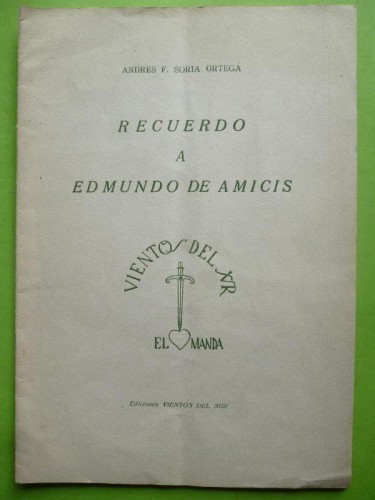 ANDRES F. SORIA ORTEGA
RECUERDO
A
EDMUNDO DE AMICIS
VIENTOS DEL SUR
EL MANDA
Ediciones VIENTOS DEL SUR